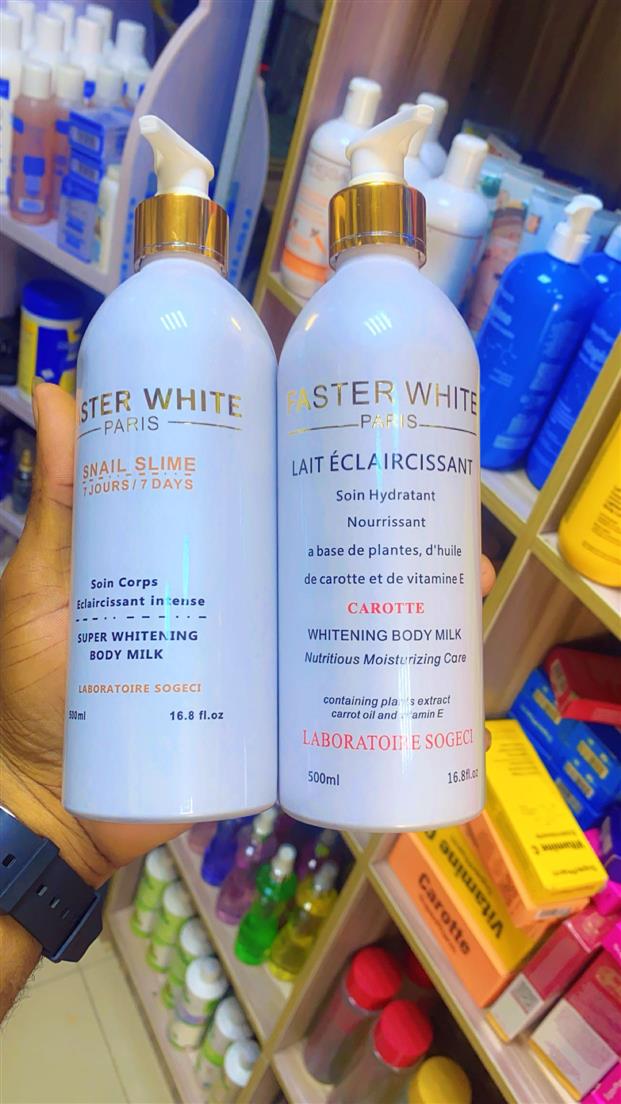 STER WHITE
PARIS
SNAIL SLIME
7 JOURS / 7 DAYS
Soin Corps
Eclaircissant intense
SUPER WHITENING
BODY MILK
LABORATOIRE SOGECI
500ml 16.8 fl.oz
FASTER WHITE
PARIS
LAIT ÉCLAIRCISSANT
Soin Hydratant
Nourrissant
a base de plantes, d'huile
de carotte et de vitamine E
CAROTTE
WHITENING BODY MILK
Nutritious Moisturizing Care
containing plants extract
carrot oil and vitamin E
LABORATOIRE SOGECI
500ml 16.8fl.oz
Vitamine C
Vitamine
Carotte